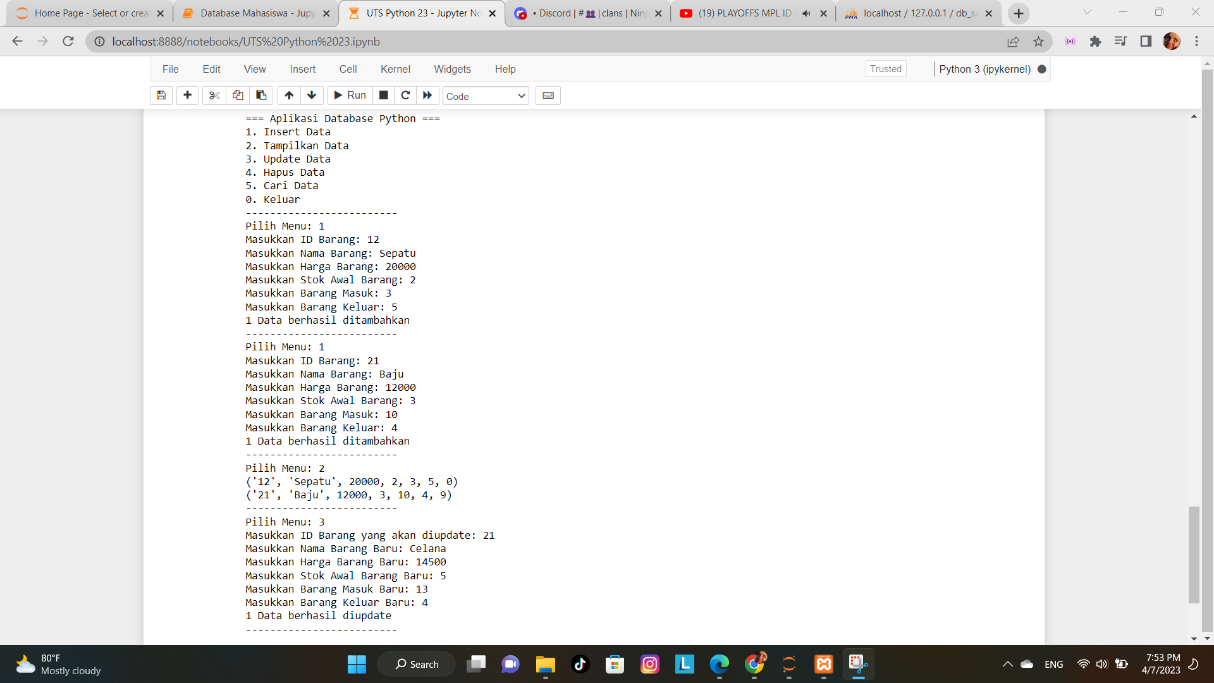 Home Page - Select or crea
Database Mahasiswa - Jupy
UTS Python 23 - Jupyter No
• Discord | # | clans | Ninj
(19) PLAYOFFS MPL ID
localhost / 127.0.0.1 / db_s
localhost:8888/notebooks/UTS%20Python%2023.ipynb
File Edit View Insert Cell Kernel Widgets Help
Trusted
Python 3 (ipykernel)
Run
Code
=== Aplikasi Database Python ===
1. Insert Data
2. Tampilkan Data
3. Update Data
4. Hapus Data
5. Cari Data
0. Keluar
-------------------------
Pilih Menu: 1
Masukkan ID Barang: 12
Masukkan Nama Barang: Sepatu
Masukkan Harga Barang: 20000
Masukkan Stok Awal Barang: 2
Masukkan Barang Masuk: 3
Masukkan Barang Keluar: 5
1 Data berhasil ditambahkan
-------------------------
Pilih Menu: 1
Masukkan ID Barang: 21
Masukkan Nama Barang: Baju
Masukkan Harga Barang: 12000
Masukkan Stok Awal Barang: 3
Masukkan Barang Masuk: 10
Masukkan Barang Keluar: 4
1 Data berhasil ditambahkan
-------------------------
Pilih Menu: 2
('12', 'Sepatu', 20000, 2, 3, 5, 0)
('21', 'Baju', 12000, 3, 10, 4, 9)
-------------------------
Pilih Menu: 3
Masukkan ID Barang yang akan diupdate: 21
Masukkan Nama Barang Baru: Celana
Masukkan Harga Barang Baru: 14500
Masukkan Stok Awal Barang Baru: 5
Masukkan Barang Masuk Baru: 13
Masukkan Barang Keluar Baru: 4
1 Data berhasil diupdate
-------------------------
80°F
Mostly cloudy
Search
L
ENG
7:53 PM
4/7/2023